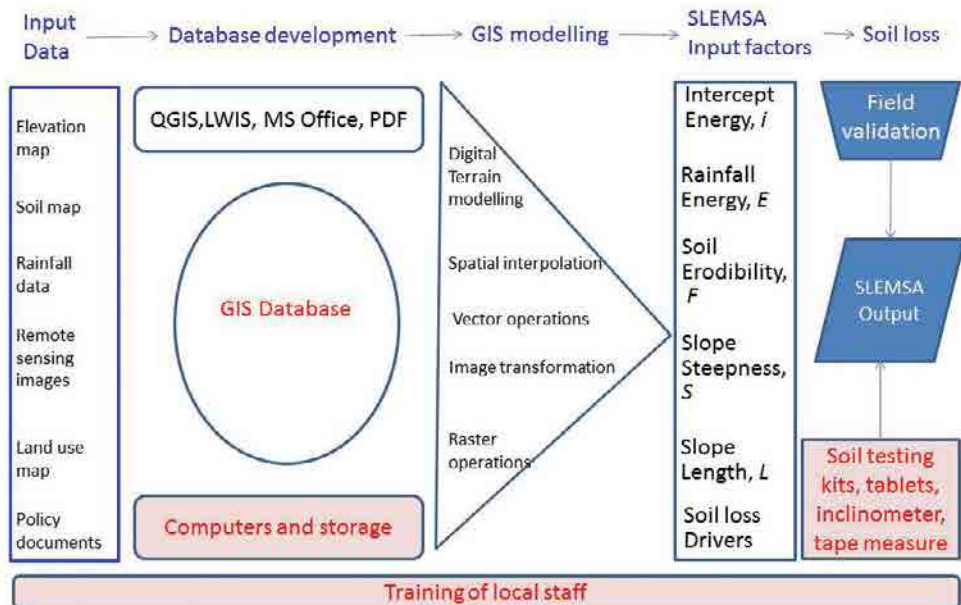 Input
Data
Database development
GIS modelling
SLEMSA
Input factors
Soil loss
Elevation
map
Soil map
Rainfall
data
Remote
sensing
images
Land use
map
Policy
documents
QGIS,LWIS, MS Office, PDF
GIS Database
Computers and storage
Digital
Terrain
modelling
Spatial interpolation
Vector operations
Image transformation
Raster
operations
Intercept
Energy, i
Rainfall
Energy, E
Soil
Erodibility,
F
Slope
Steepness,
S
Slope
Length, L
Soil loss
Drivers
Field
validation
SLEMSA
Output
Soil testing
kits, tablets,
inclinometer,
tape measure
Training of local staff